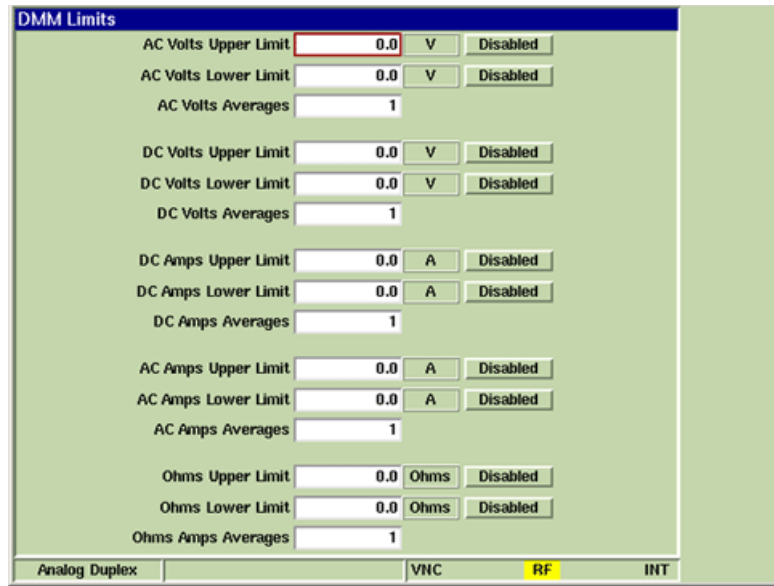 DMM Limits
AC Volts Upper Limit 0.0 V Disabled
AC Volts Lower Limit 0.0 V Disabled
AC Volts Averages 1
DC Volts Upper Limit 0.0 V Disabled
DC Volts Lower Limit 0.0 V Disabled
DC Volts Averages 1
DC Amps Upper Limit 0.0 A Disabled
DC Amps Lower Limit 0.0 A Disabled
DC Amps Averages 1
AC Amps Upper Limit 0.0 A Disabled
AC Amps Lower Limit 0.0 A Disabled
AC Amps Averages 1
Ohms Upper Limit 0.0 Ohms Disabled
Ohms Lower Limit 0.0 Ohms Disabled
Ohms Amps Averages 1
Analog Duplex VNC RF INT